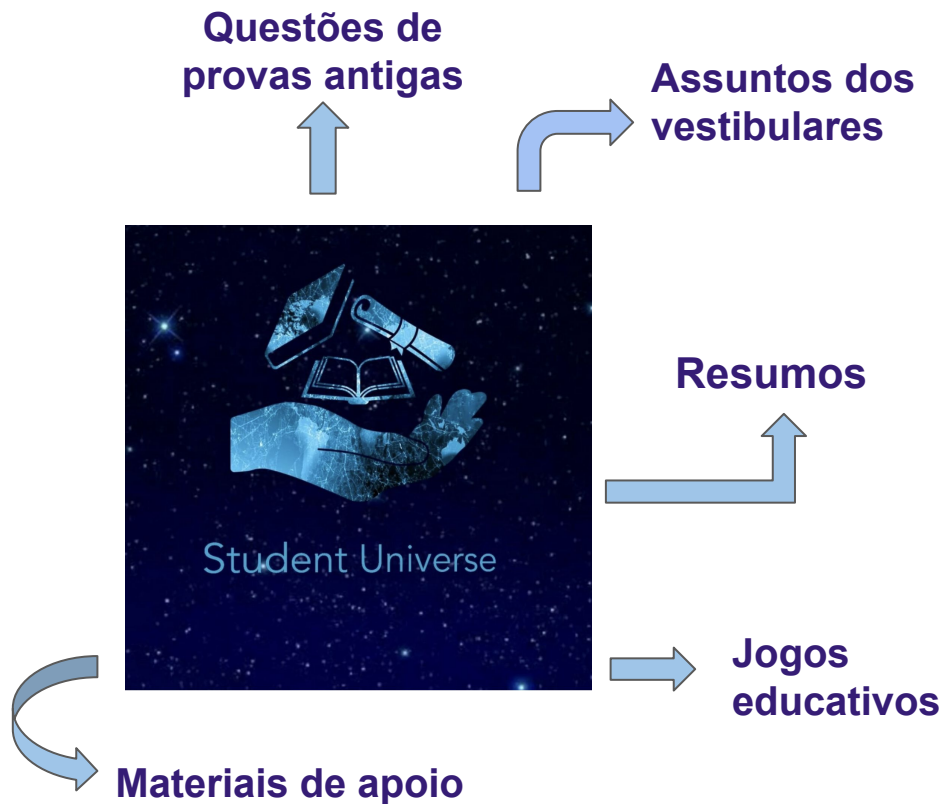 Questões de
provas antigas
Assuntos dos
vestibulares
Resumos
Student Universe
Jogos
educativos
Materiais de apoio